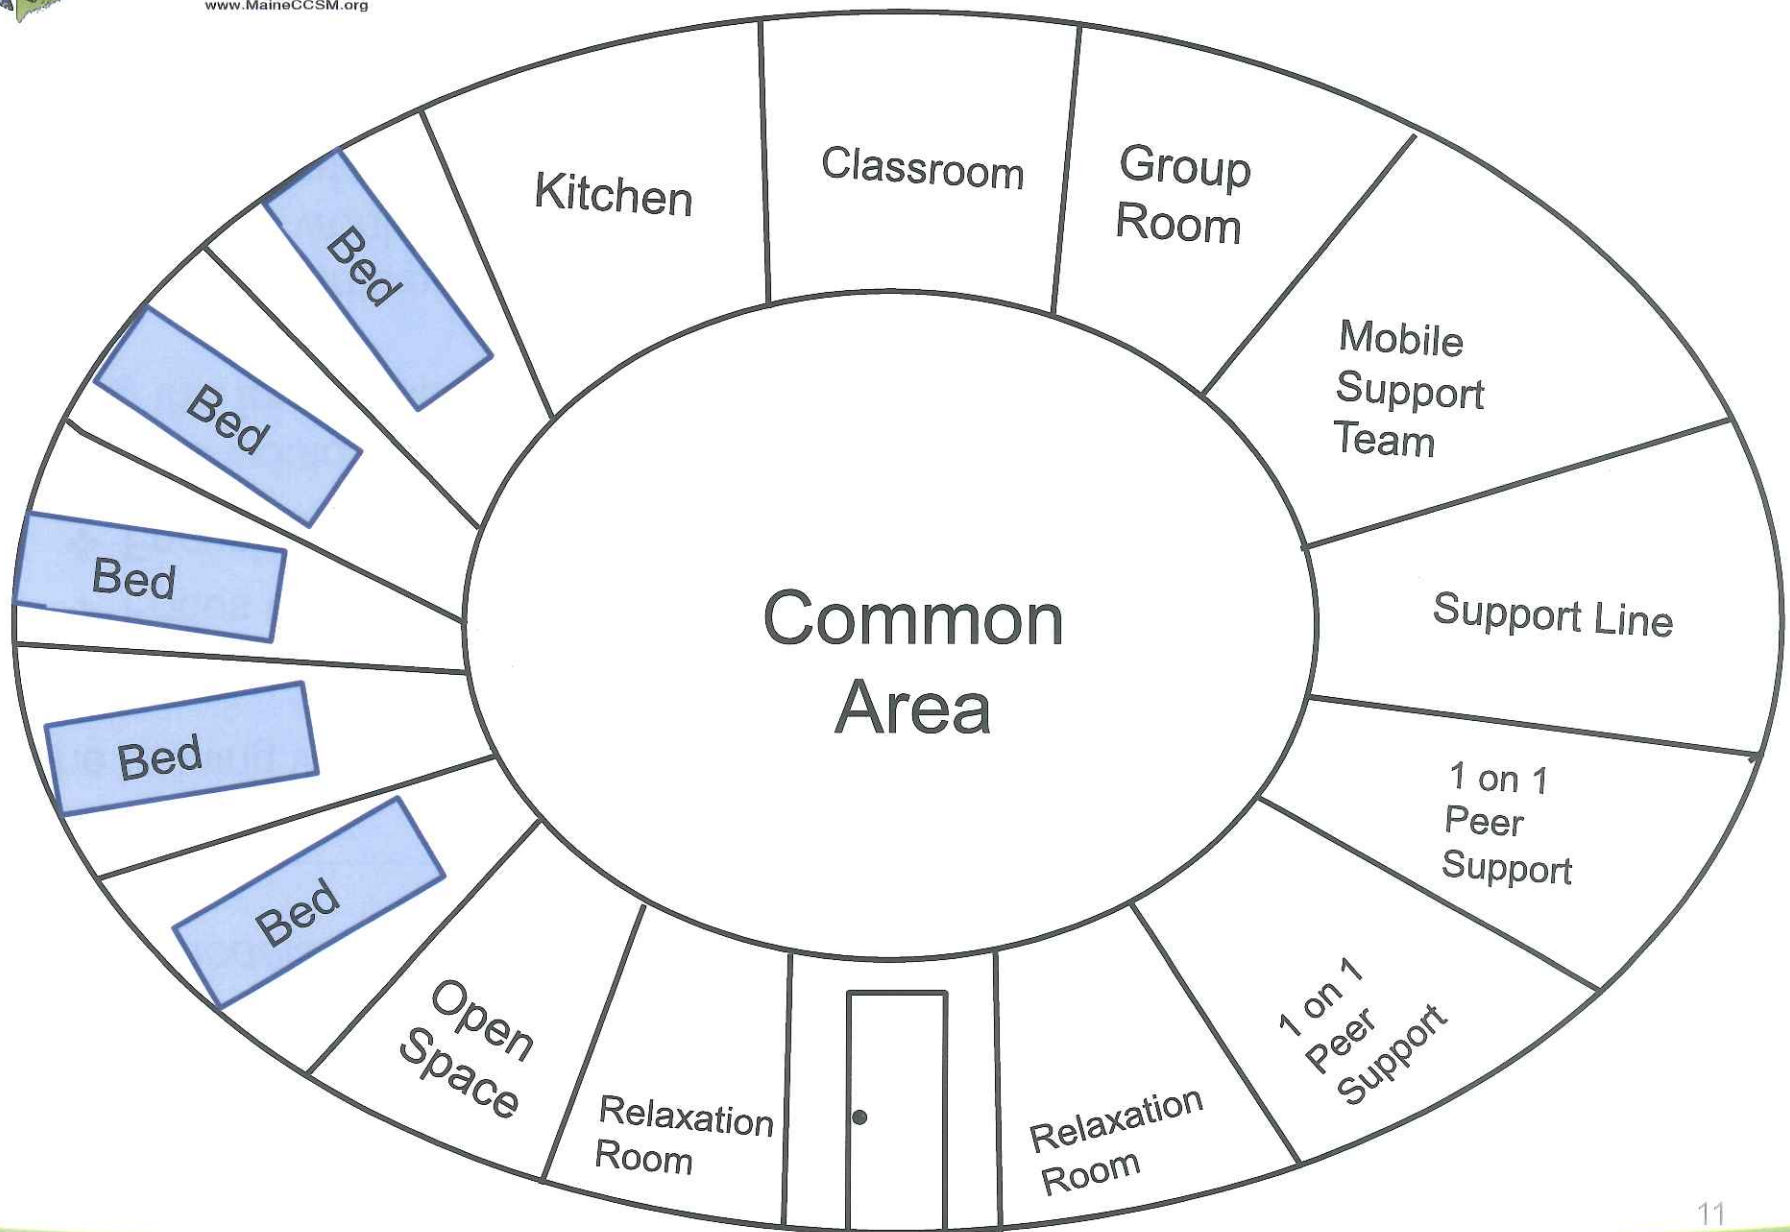 www.MaineCCSM.org
Kitchen
Classroom
Group
Room
Mobile
Support
Team
Support Line
1 on 1
Peer
Support
1 on 1
Peer
Support
Relaxation
Room
Relaxation
Room
Open
Space
Bed
Bed
Bed
Bed
Bed
Common
Area
11